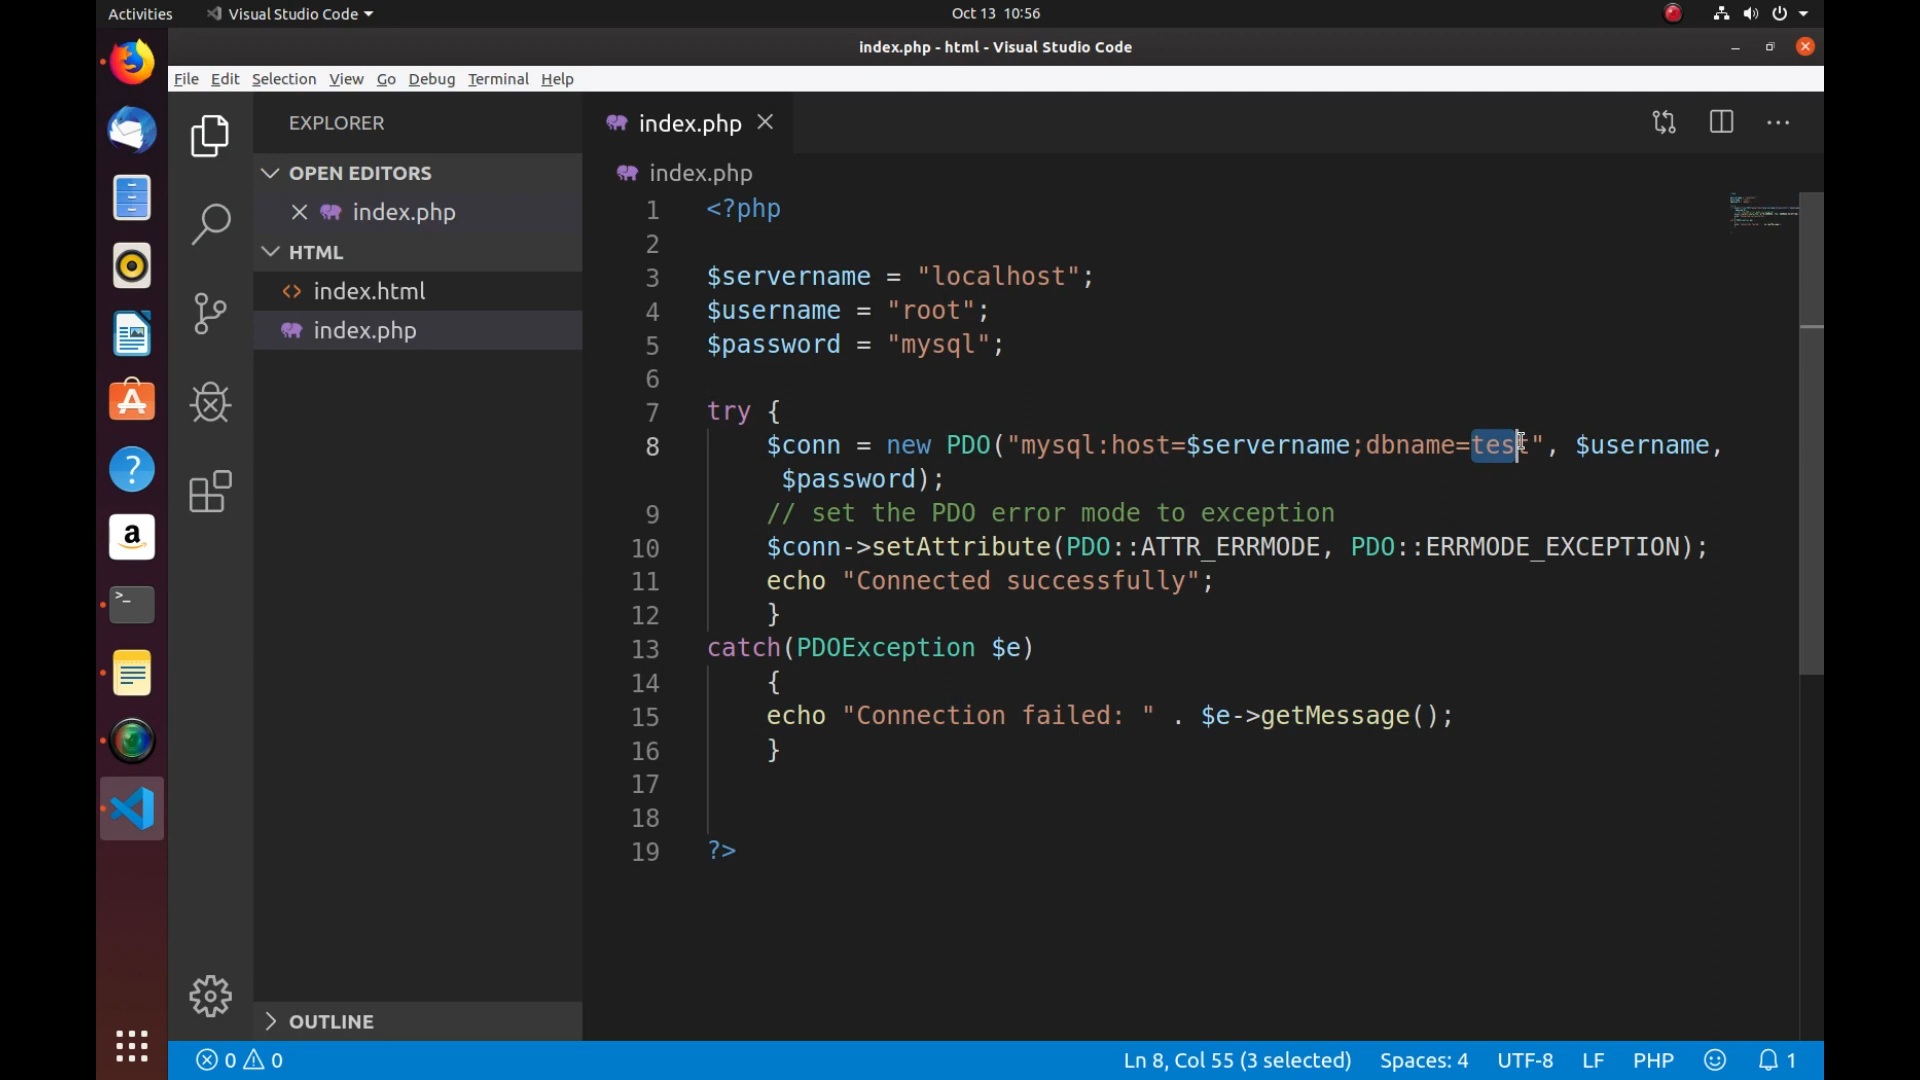 Activities
Visual Studio Code
Oct 13 10:56
index.php - html - Visual Studio Code
File Edit Selection View Go Debug Terminal Help
EXPLORER
OPEN EDITORS
index.php
HTML
index.html
index.php
OUTLINE
index.php
index.php
1 <?php
2
3 $servername = "localhost";
4 $username = "root";
5 $password = "mysql";
6
7 try {
8 $conn = new PDO("mysql:host=$servername;dbname=test", $username,
$password);
9 // set the PDO error mode to exception
10 $conn->setAttribute(PDO::ATTR_ERRMODE, PDO::ERRMODE_EXCEPTION);
11 echo "Connected successfully";
12 }
13 catch(PDOException $e)
14 {
15 echo "Connection failed: " . $e->getMessage();
16 }
17
18
19 ?>
0 0
Ln 8, Col 55 (3 selected) Spaces: 4 UTF-8 LF PHP 1